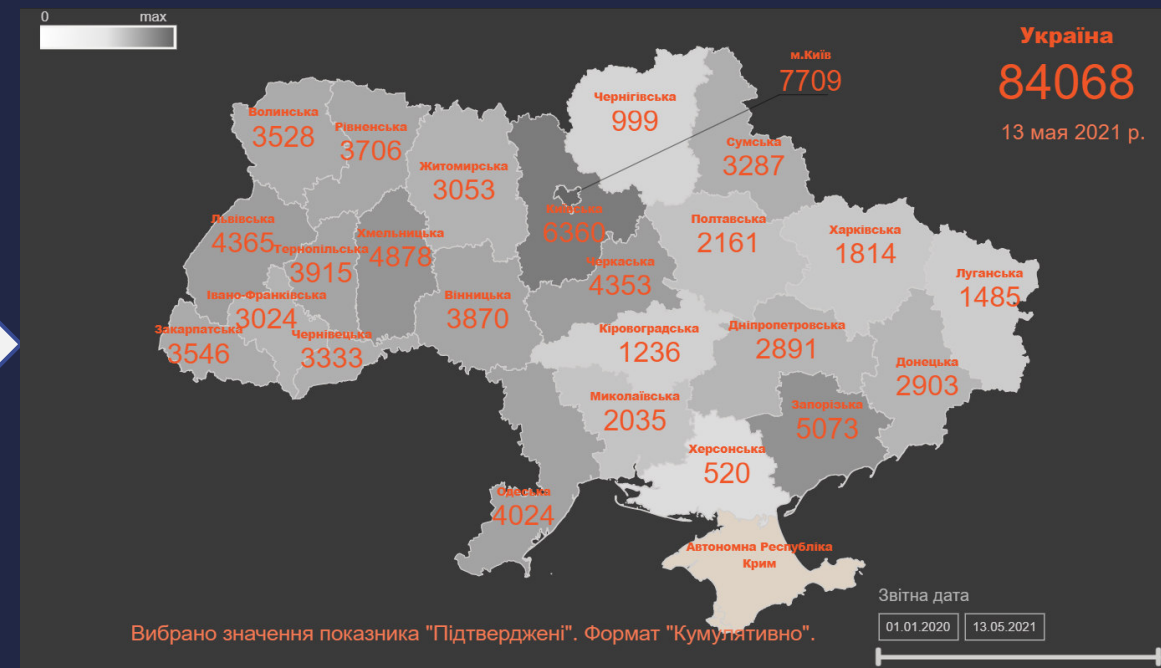 0 max
Україна
84068
13 мая 2021 р.
м.Київ
7709
Чернігівська
999
Волинська
3528
Рівненська
3706
Житомирська
3053
Сумська
3287
Київська
6360
Львівська
4365
Тернопільська
3915
Хмельницька
4878
Полтавська
2161
Харківська
1814
Черкаська
4353
Луганська
1485
Івано-Франківська
3024
Вінницька
3870
Закарпатська
3546
Чернівецька
3333
Кіровоградська
1236
Дніпропетровська
2891
Донецька
2903
Миколаївська
2035
Запорізька
5073
Херсонська
520
Одеська
4024
Автономна Республіка
Крим
Звітна дата
01.01.2020 13.05.2021
Вибрано значення показника "Підтверджені". Формат "Кумулятивно".